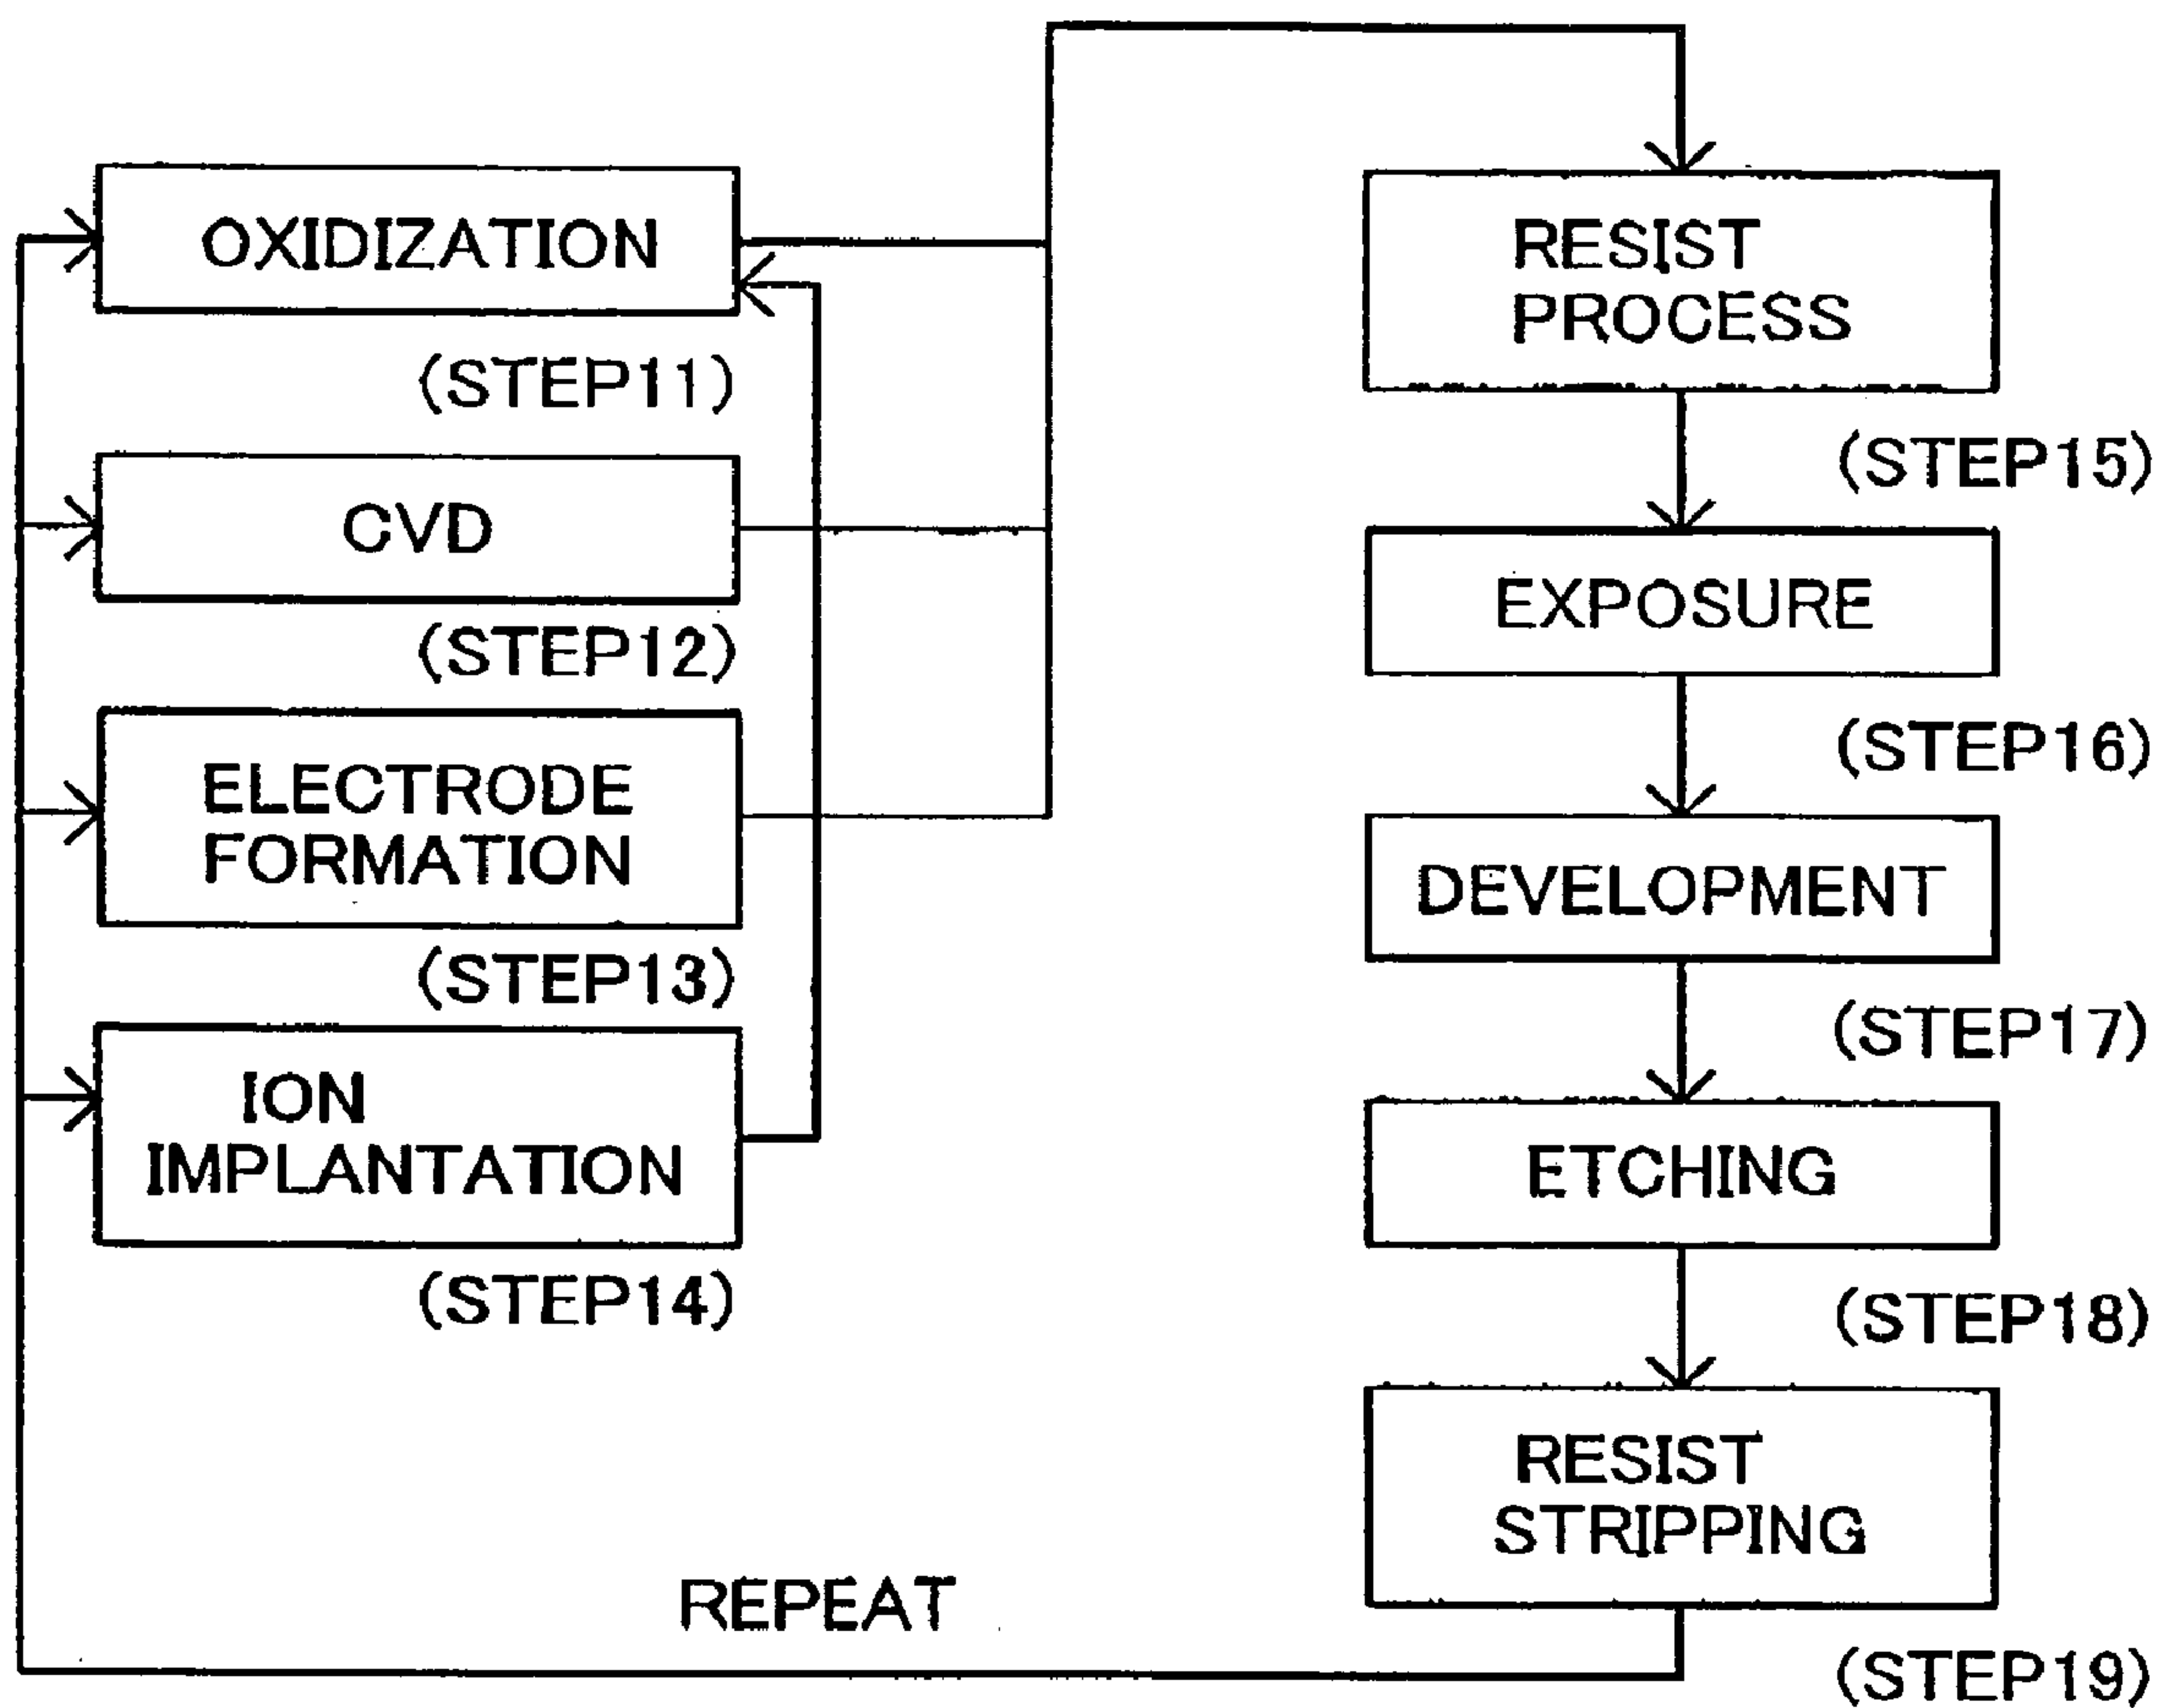 OXIDIZATION
(STEP11)
CVD
(STEP12)
ELECTRODE
FORMATION
(STEP13)
ION
IMPLANTATION
(STEP14)
RESIST
PROCESS
(STEP15)
EXPOSURE
(STEP16)
DEVELOPMENT
(STEP17)
ETCHING
(STEP18)
RESIST
STRIPPING
(STEP19)
REPEAT